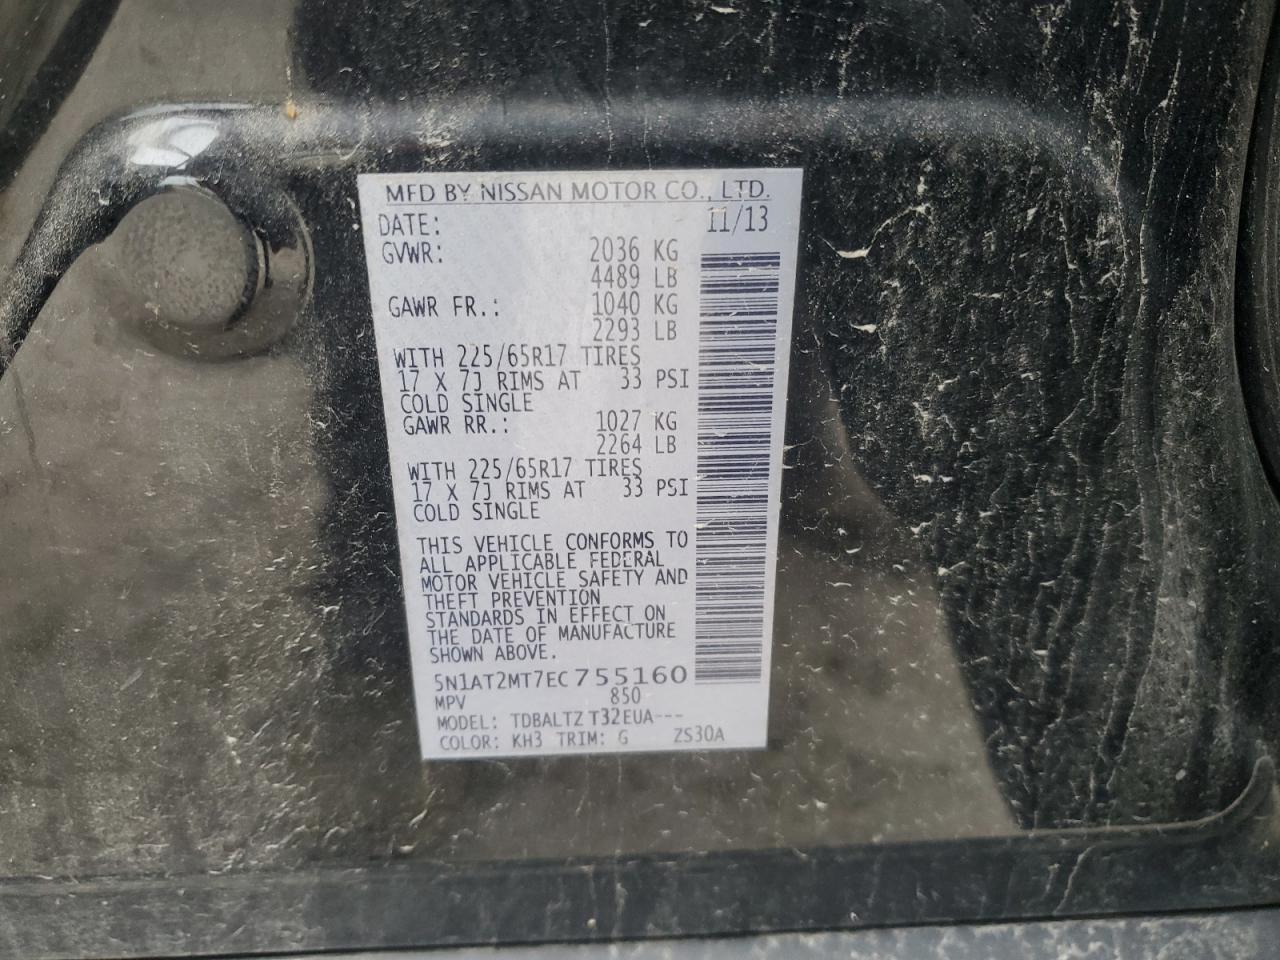 MFD BY NISSAN MOTOR CO., LTD.
DATE: 11/13
GVWR: 2036 KG
4489 LB
GAWR FR.: 1040 KG
2293 LB
WITH 225/65R17 TIRES
17 X 7J RIMS AT 33 PSI
COLD SINGLE
GAWR RR.: 1027 KG
2264 LB
WITH 225/65R17 TIRES
17 X 7J RIMS AT 33 PSI
COLD SINGLE
THIS VEHICLE CONFORMS TO
ALL APPLICABLE FEDERAL
MOTOR VEHICLE SAFETY AND
THEFT PREVENTION
STANDARDS IN EFFECT ON
THE DATE OF MANUFACTURE
SHOWN ABOVE.
5N1AT2MT7EC755160
MPV 850
MODEL: TDBALTZ T32EUA---
COLOR: KH3 TRIM: G ZS30A